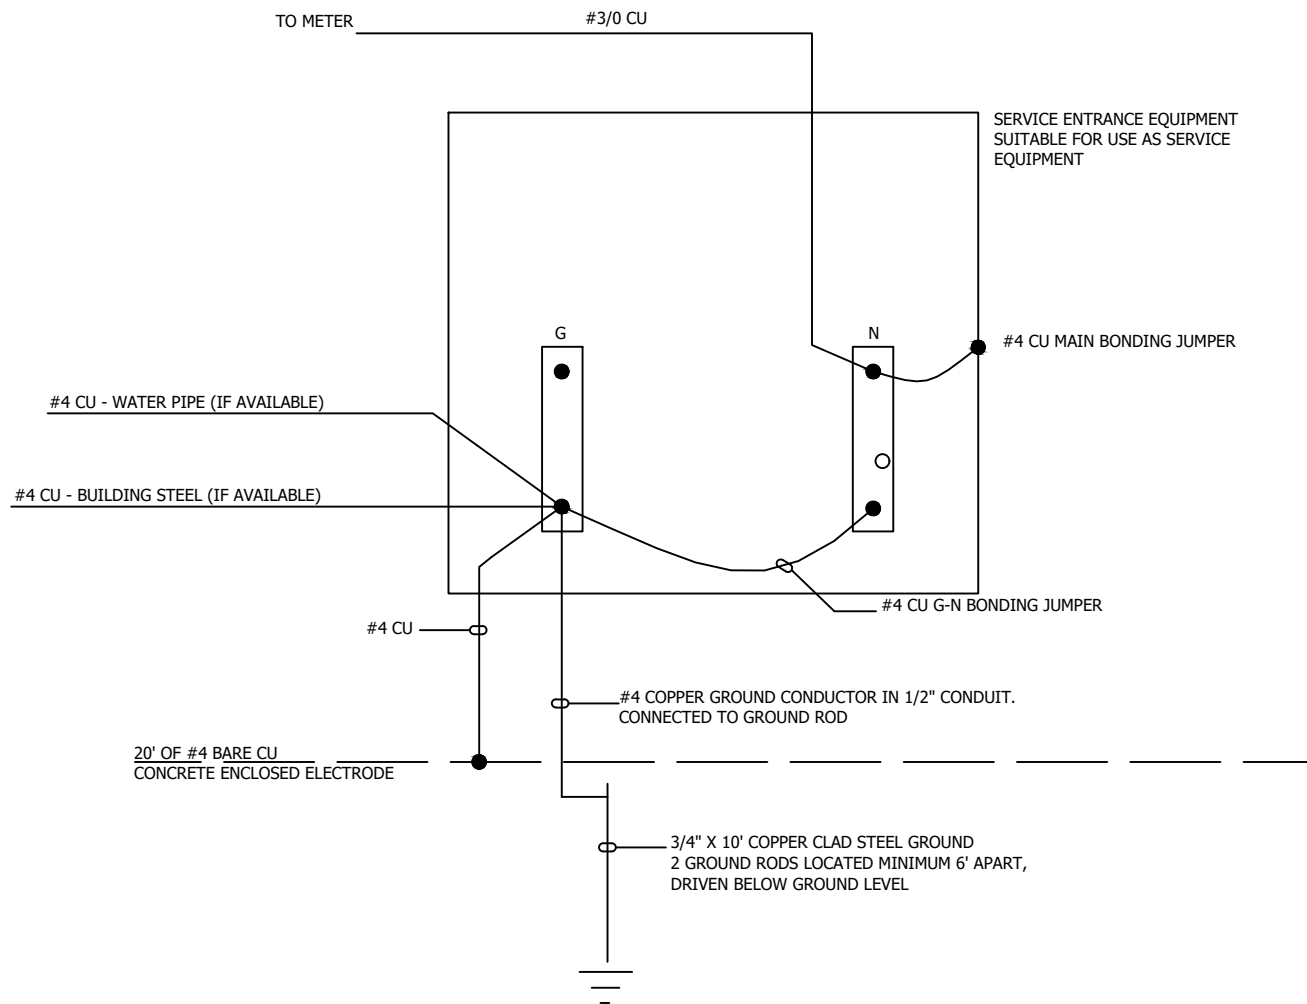 TO METER
#3/0 CU
SERVICE ENTRANCE EQUIPMENT
SUITABLE FOR USE AS SERVICE
EQUIPMENT
G
N
#4 CU MAIN BONDING JUMPER
#4 CU - WATER PIPE (IF AVAILABLE)
#4 CU - BUILDING STEEL (IF AVAILABLE)
#4 CU G-N BONDING JUMPER
#4 CU
#4 COPPER GROUND CONDUCTOR IN 1/2" CONDUIT.
CONNECTED TO GROUND ROD
20' OF #4 BARE CU
CONCRETE ENCLOSED ELECTRODE
3/4" X 10' COPPER CLAD STEEL GROUND
2 GROUND RODS LOCATED MINIMUM 6' APART,
DRIVEN BELOW GROUND LEVEL